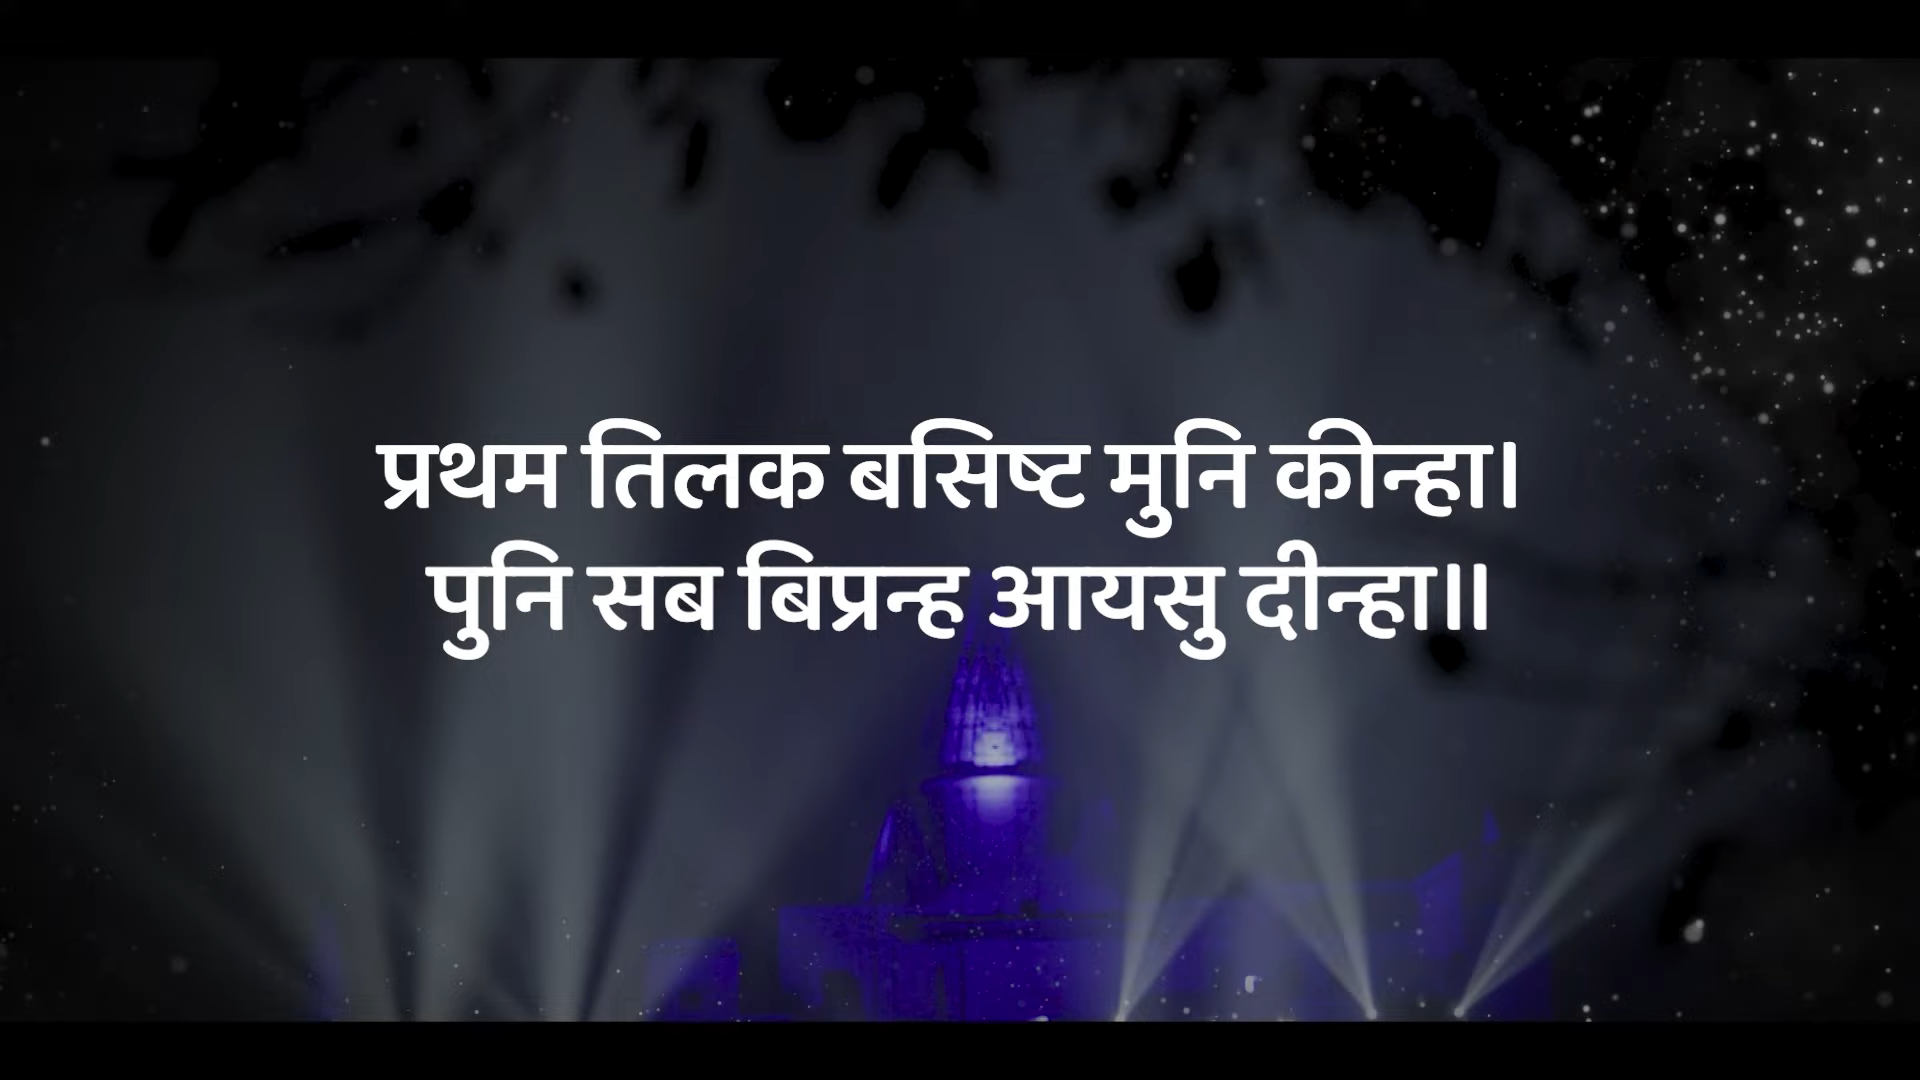 प्रथम तिलक बसिष्ट मुनि कीन्हा।
पुनि सब बिप्रन्ह आयसु दीन्हा॥